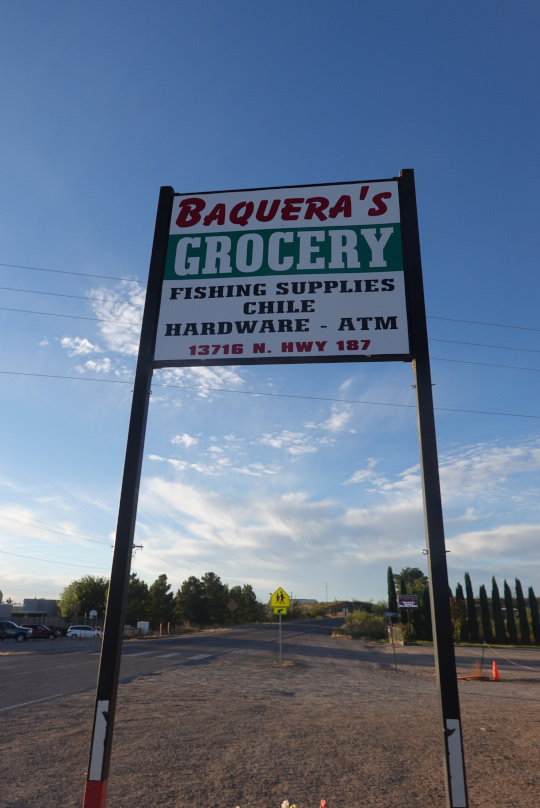 BAQUERA'S
GROCERY
FISHING SUPPLIES
CHILE
HARDWARE - ATM
13716 N. HWY 187